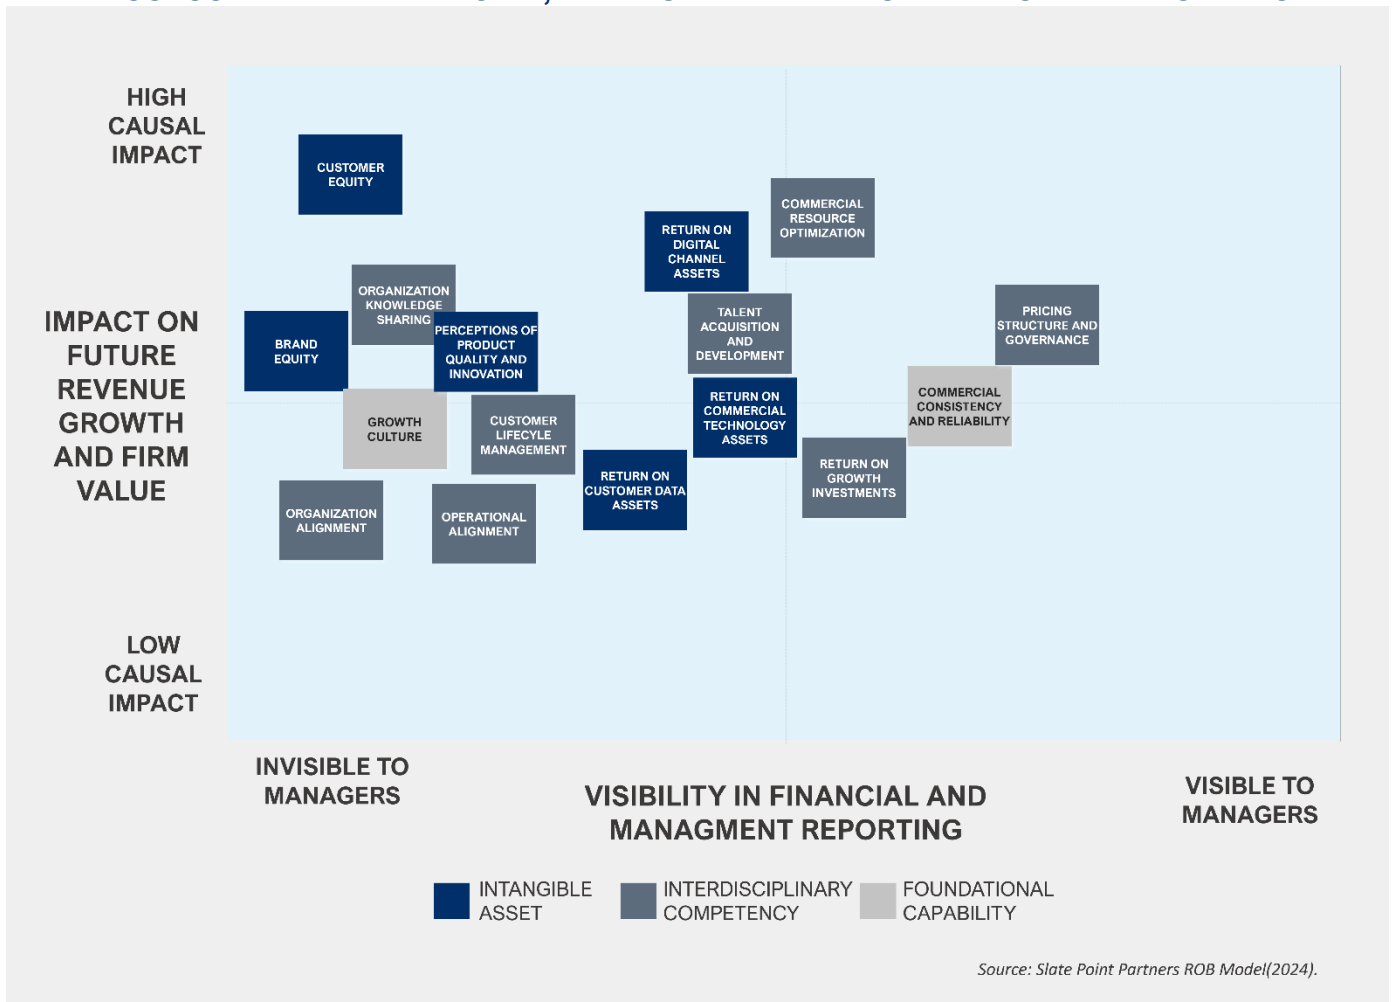 HIGH
CAUSAL
IMPACT
CUSTOMER
EQUITY
COMMERCIAL
RESOURCE
OPTIMIZATION
RETURN ON
DIGITAL
CHANNEL
ASSETS
ORGANIZATION
KNOWLEDGE
SHARING
PRICING
STRUCTURE AND
GOVERNANCE
TALENT
ACQUISITION
AND
DEVELOPMENT
IMPACT ON
FUTURE
REVENUE
GROWTH
AND FIRM
VALUE
BRAND
EQUITY
PERCEPTIONS OF
PRODUCT
QUALITY AND
INNOVATION
COMMERCIAL
CONSISTENCY
AND RELIABILITY
RETURN ON
COMMERCIAL
TECHNOLOGY
ASSETS
GROWTH
CULTURE
CUSTOMER
LIFECYLE
MANAGEMENT
RETURN ON
GROWTH
INVESTMENTS
RETURN ON
CUSTOMER DATA
ASSETS
ORGANIZATION
ALIGNMENT
OPERATIONAL
ALIGNMENT
LOW
CAUSAL
IMPACT
INVISIBLE TO
MANAGERS
VISIBILITY IN FINANCIAL AND
MANAGMENT REPORTING
VISIBLE TO
MANAGERS
INTANGIBLE
ASSET
INTERDISCIPLINARY
COMPETENCY
FOUNDATIONAL
CAPABILITY
Source: Slate Point Partners ROB Model(2024).